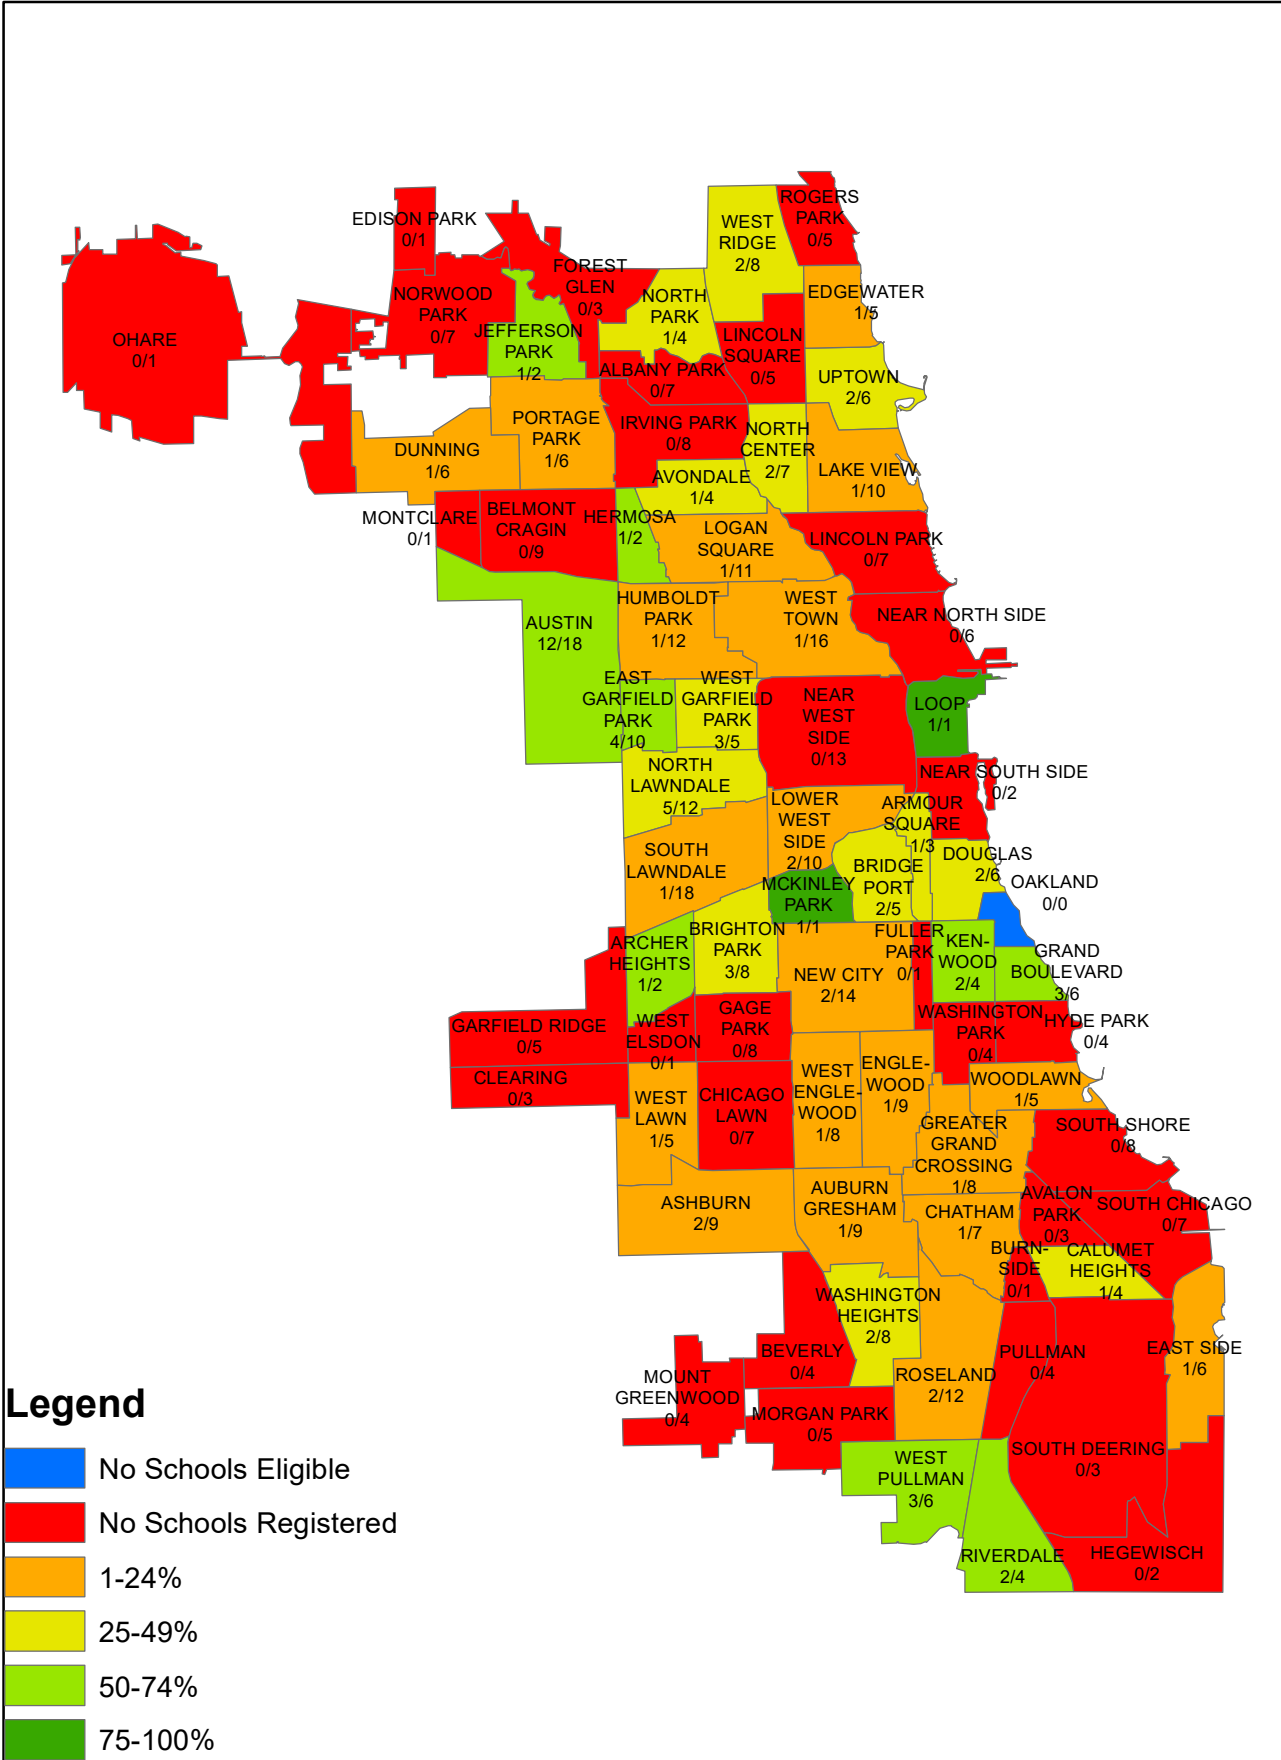 EDISON PARK
0/1
ROGERS
PARK
0/5
WEST
RIDGE
2/8
FOREST
GLEN
0/3
NORWOOD
PARK
0/7
NORTH
PARK
1/4
EDGEWATER
1/5
OHARE
0/1
JEFFERSON
PARK
1/2
LINCOLN
SQUARE
0/5
ALBANY PARK
0/7
UPTOWN
2/6
PORTAGE
PARK
1/6
IRVING PARK
0/8
NORTH
CENTER
2/7
DUNNING
1/6
AVONDALE
1/4
LAKE VIEW
1/10
MONTCLARE
0/1
BELMONT
CRAGIN
0/9
HERMOSA
1/2
LOGAN
SQUARE
1/11
LINCOLN PARK
0/7
AUSTIN
12/18
HUMBOLDT
PARK
1/12
WEST
TOWN
1/16
NEAR NORTH SIDE
0/6
EAST
GARFIELD
PARK
4/10
WEST
GARFIELD
PARK
3/5
NEAR
WEST
SIDE
0/13
LOOP
1/1
NORTH
LAWNDALE
5/12
NEAR SOUTH SIDE
0/2
LOWER
WEST
SIDE
2/10
ARMOUR
SQUARE
1/3
SOUTH
LAWNDALE
1/18
BRIDGE
PORT
2/5
DOUGLAS
2/6
MCKINLEY
PARK
1/1
OAKLAND
0/0
ARCHER
HEIGHTS
1/2
BRIGHTON
PARK
3/8
NEW CITY
2/14
FULLER
PARK
0/1
KEN-
WOOD
2/4
GRAND
BOULEVARD
3/6
GARFIELD RIDGE
0/5
WEST
ELSDON
0/1
GAGE
PARK
0/8
WASHINGTON
PARK
0/4
HYDE PARK
0/4
CLEARING
0/3
WEST
LAWN
1/5
CHICAGO
LAWN
0/7
WEST
ENGLE-
WOOD
1/8
ENGLE-
WOOD
1/9
WOODLAWN
1/5
GREATER
GRAND
CROSSING
1/8
SOUTH SHORE
0/8
ASHBURN
2/9
AUBURN
GRESHAM
1/9
CHATHAM
1/7
AVALON
PARK
0/3
SOUTH CHICAGO
0/7
BURN-
SIDE
0/1
CALUMET
HEIGHTS
1/4
WASHINGTON
HEIGHTS
2/8
BEVERLY
0/4
MOUNT
GREENWOOD
0/4
ROSELAND
2/12
PULLMAN
0/4
EAST SIDE
1/6
MORGAN PARK
0/5
WEST
PULLMAN
3/6
SOUTH DEERING
0/3
RIVERDALE
2/4
HEGEWISCH
0/2
Legend
No Schools Eligible
No Schools Registered
1-24%
25-49%
50-74%
75-100%